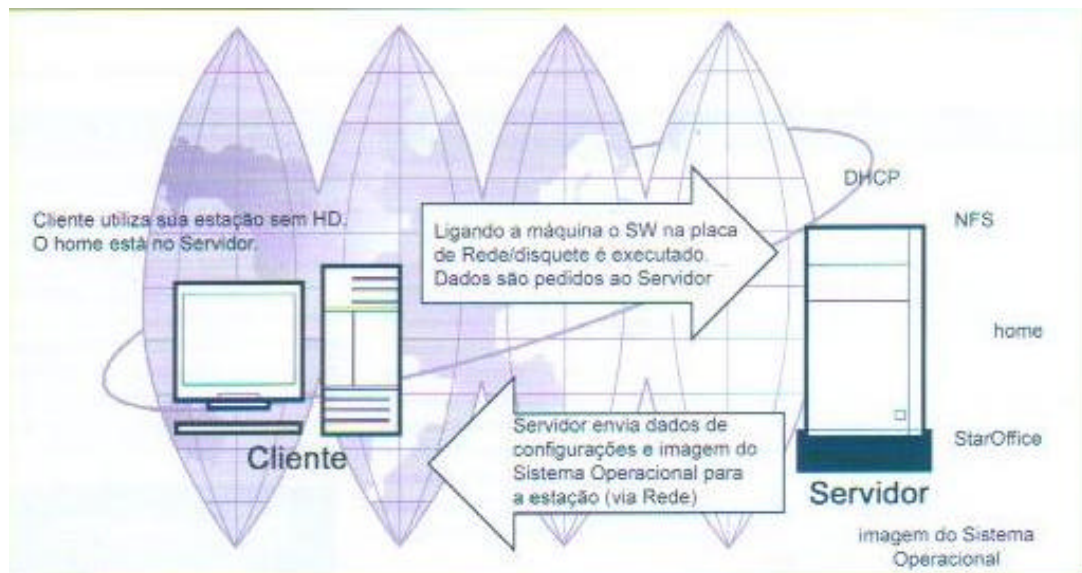 DHCP
Cliente utiliza sua estação sem HD.
O home está no Servidor.
Ligando a máquina o SW na placa
de Rede/disquete é executado.
Dados são pedidos ao Servidor
NFS
home
Servidor envia dados de
configurações e imagem do
Sistema Operacional para
a estação (via Rede)
StarOffice
Cliente
Servidor
imagem do Sistema
Operacional